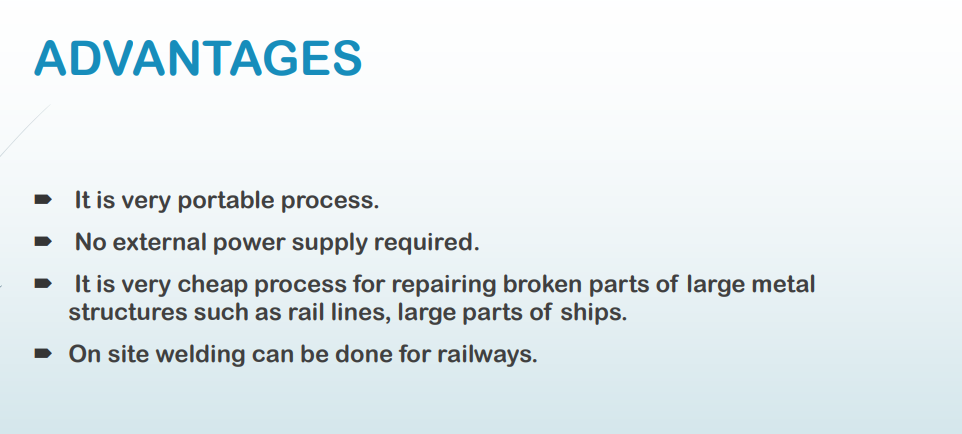 ADVANTAGES
It is very portable process.
No external power supply required.
It is very cheap process for repairing broken parts of large metal
structures such as rail lines, large parts of ships.
On site welding can be done for railways.